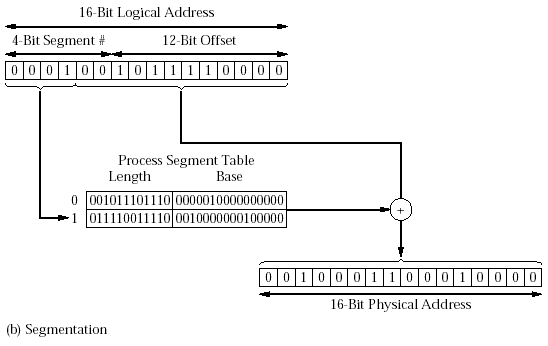 16-Bit Logical Address
4-Bit Segment # 12-Bit Offset
0 0 0 1 0 0 1 0 1 1 1 1 0 0 0 0
Process Segment Table
Length Base
0 001011101110 0000010000000000
1 011110011110 0010000000100000
+
0 0 1 0 0 0 1 1 0 0 0 1 0 0 0 0
16-Bit Physical Address
(b) Segmentation